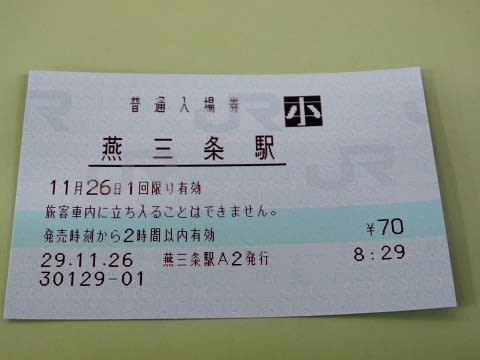 普通入場券 小
燕三条駅
11月26日1回限り有効
旅客車内に立ち入ることはできません。
発売時刻から2時間以内有効 ¥70
29.11.26 燕三条駅A2発行 8:29
30129-01